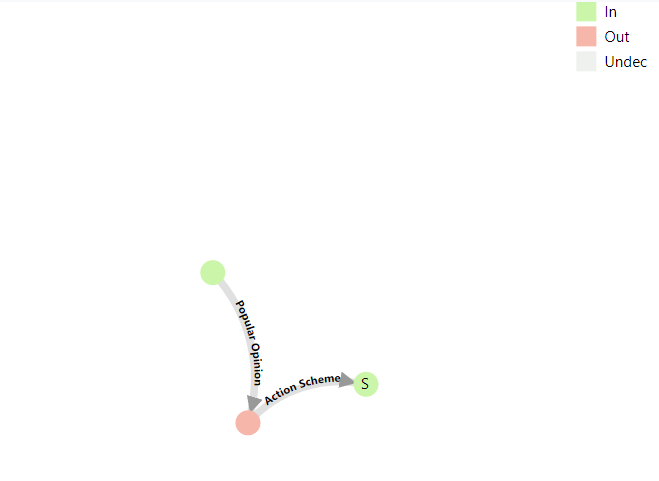 In
Out
Undec
Popular Opinion
Action Scheme
S